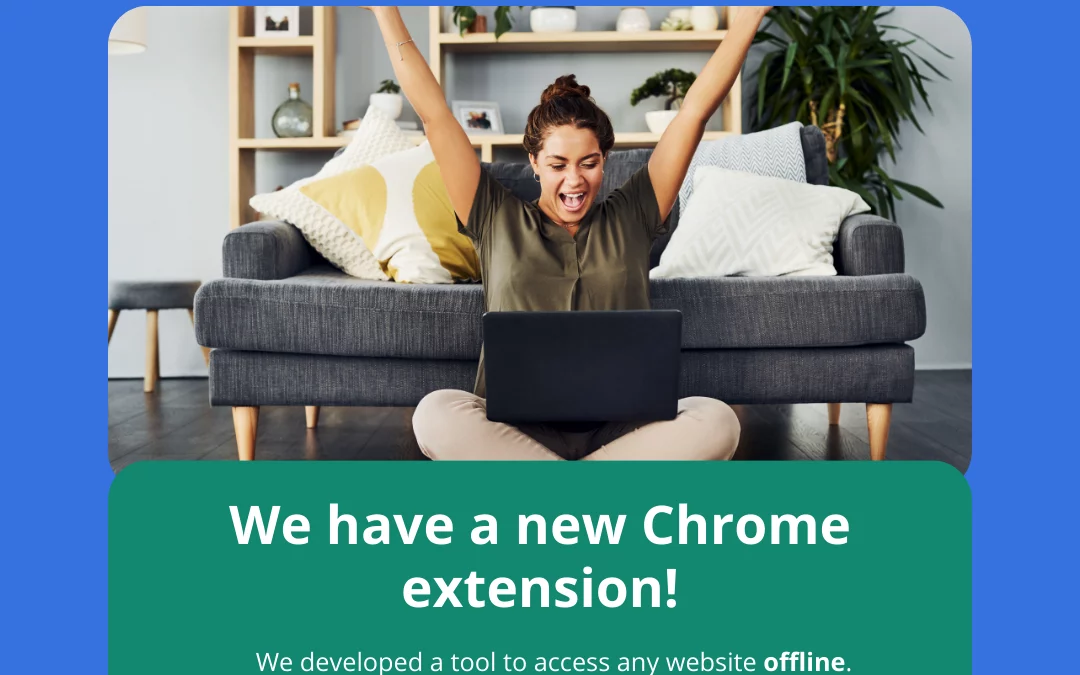 We have a new Chrome
extension!
We developed a tool to access any website offline.